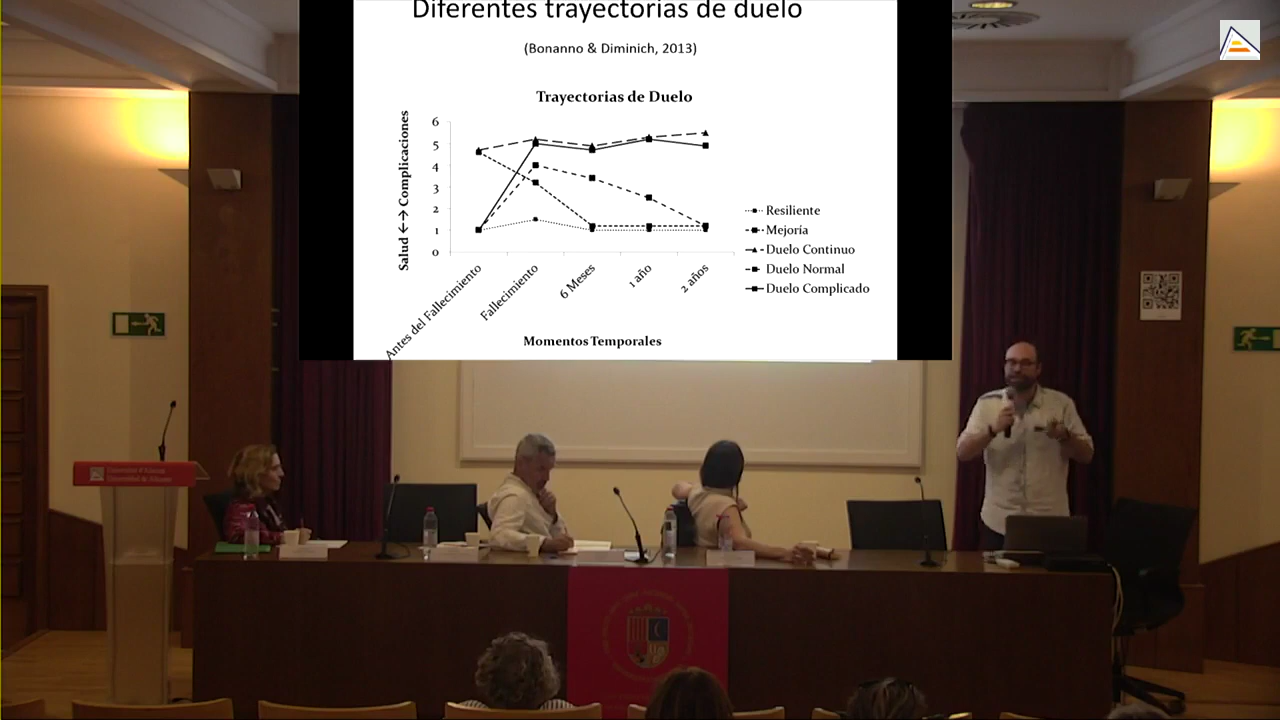 Diferentes trayectorias de duelo
(Bonanno & Diminich, 2013)
Trayectorias de Duelo
Salud <--> Complicaciones
6
5
4
3
2
1
0
Antes del Fallecimiento
Fallecimiento
6 Meses
1 año
2 años
Momentos Temporales
Resiliente
Mejoría
Duelo Continuo
Duelo Normal
Duelo Complicado